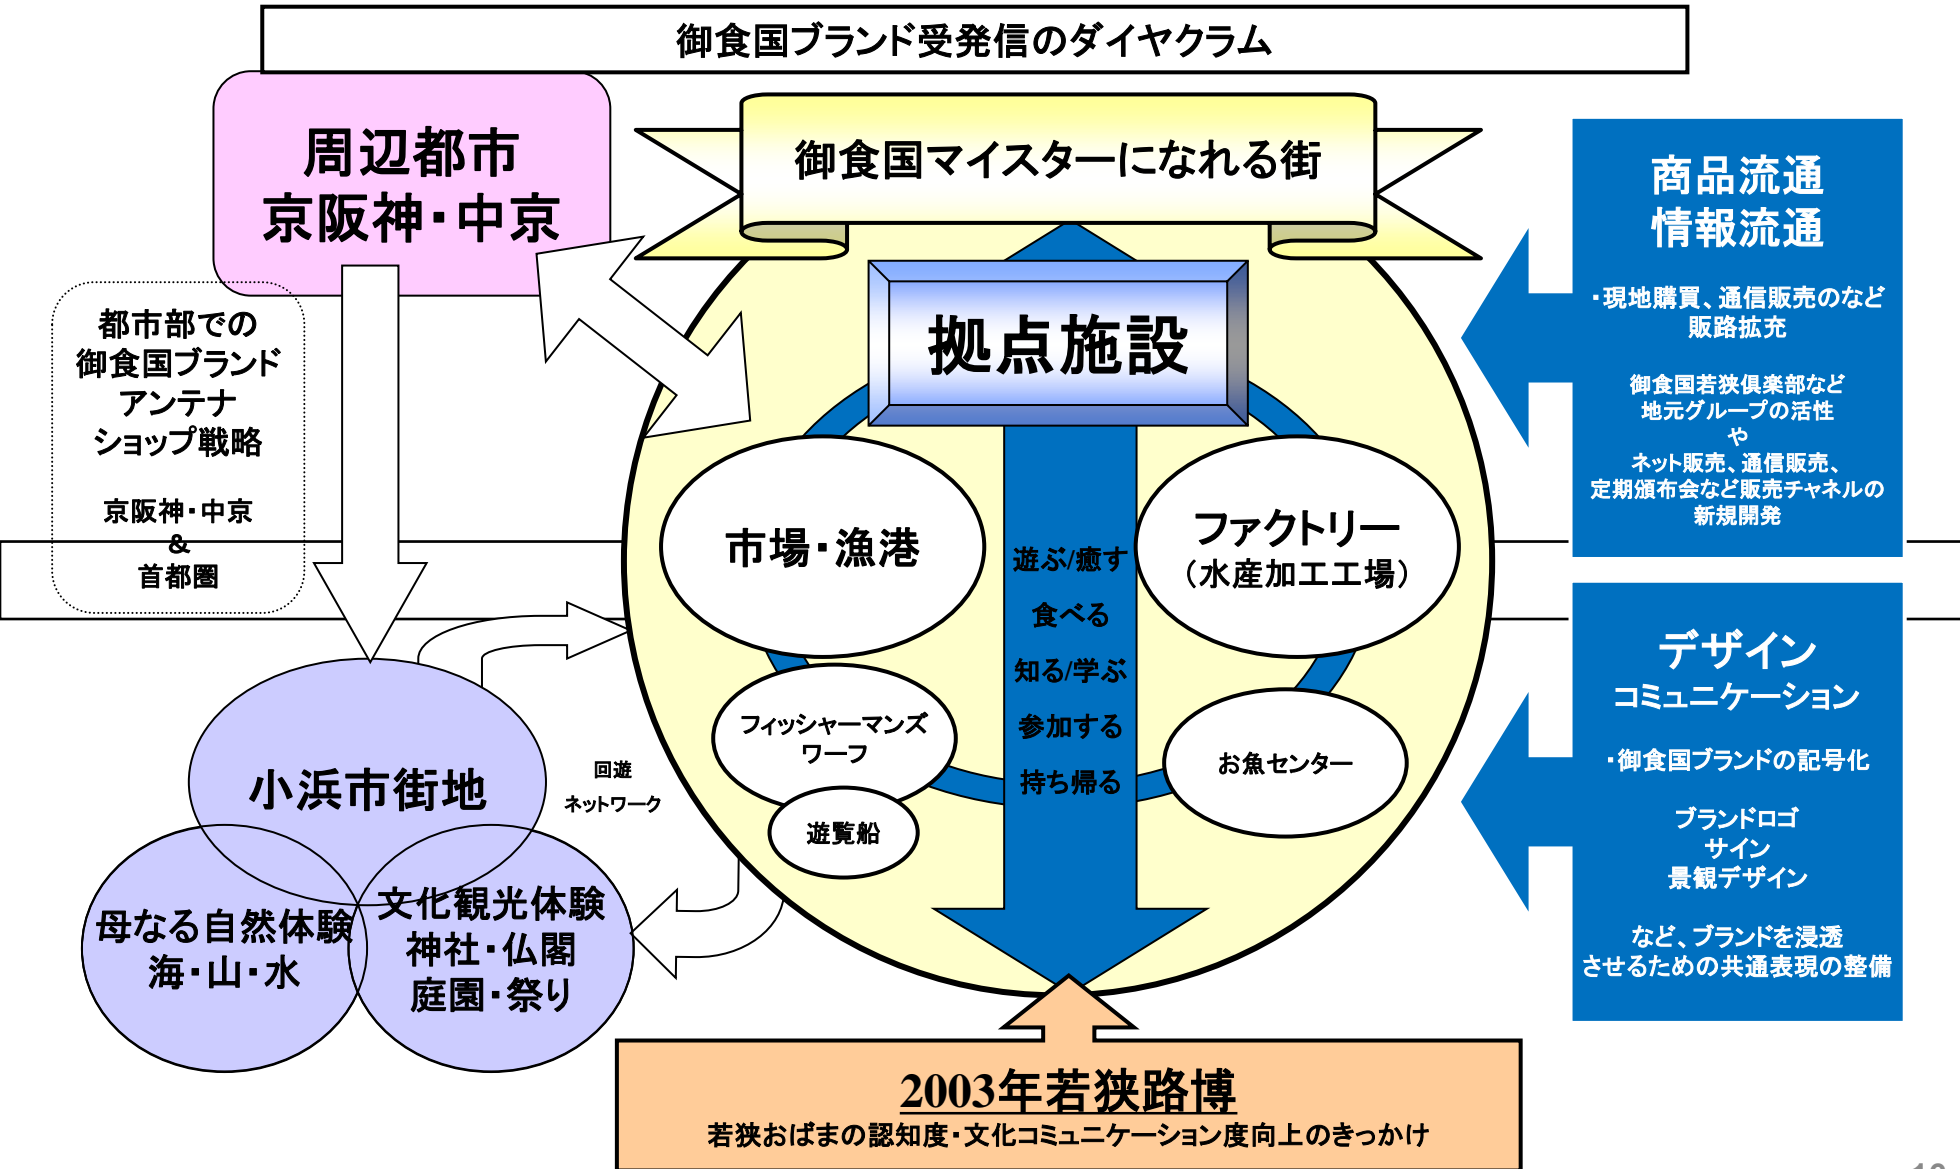 御食国ブランド受発信のダイヤクラム
周辺都市
京阪神・中京
御食国マイスターになれる街
商品流通
情報流通
・現地購買、通信販売のなど
販路拡充
御食国若狭倶楽部など
地元グループの活性
や
ネット販売、通信販売、
定期頒布会など販売チャネルの
新規開発
都市部での
御食国ブランド
アンテナ
ショップ戦略
京阪神・中京
&
首都圏
拠点施設
市場・漁港
ファクトリー
（水産加工工場）
遊ぶ/癒す
食べる
知る/学ぶ
参加する
持ち帰る
フィッシャーマンズ
ワーフ
遊覧船
お魚センター
デザイン
コミュニケーション
・御食国ブランドの記号化
ブランドロゴ
サイン
景観デザイン
など、ブランドを浸透
させるための共通表現の整備
小浜市街地
回遊
ネットワーク
母なる自然体験
海・山・水
文化観光体験
神社・仏閣
庭園・祭り
2003年若狭路博
若狭おばまの認知度・文化コミュニケーション度向上のきっかけ